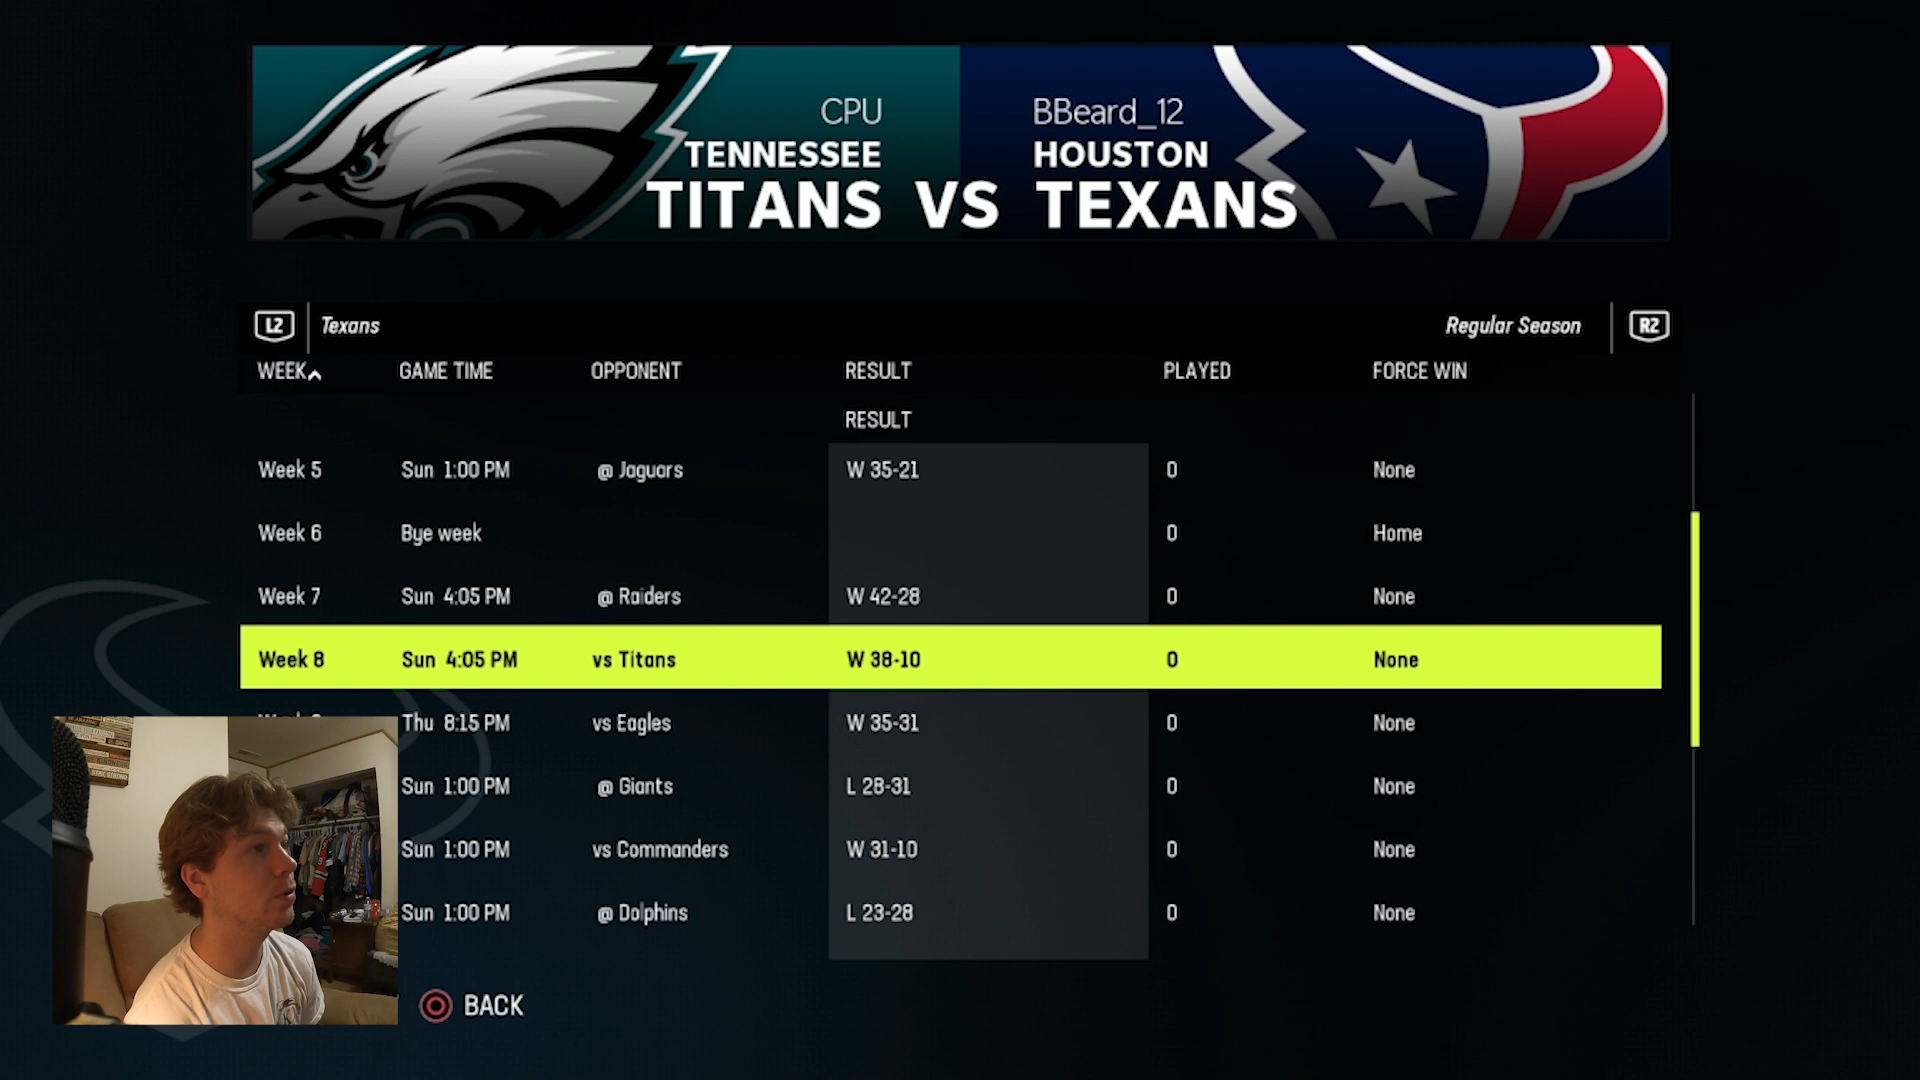 CPU
TENNESSEE
TITANS
VS
BBeard_12
HOUSTON
TEXANS
L2 Texans Regular Season R2
WEEK GAME TIME OPPONENT RESULT PLAYED FORCE WIN
RESULT
Week 5 Sun 1:00 PM @ Jaguars W 35-21 0 None
Week 6 Bye week 0 Home
Week 7 Sun 4:05 PM @ Raiders W 42-28 0 None
Week 8 Sun 4:05 PM vs Titans W 38-10 0 None
Thu 8:15 PM vs Eagles W 35-31 0 None
Sun 1:00 PM @ Giants L 28-31 0 None
Sun 1:00 PM vs Commanders W 31-10 0 None
Sun 1:00 PM @ Dolphins L 23-28 0 None
STAY STRONG
BACK